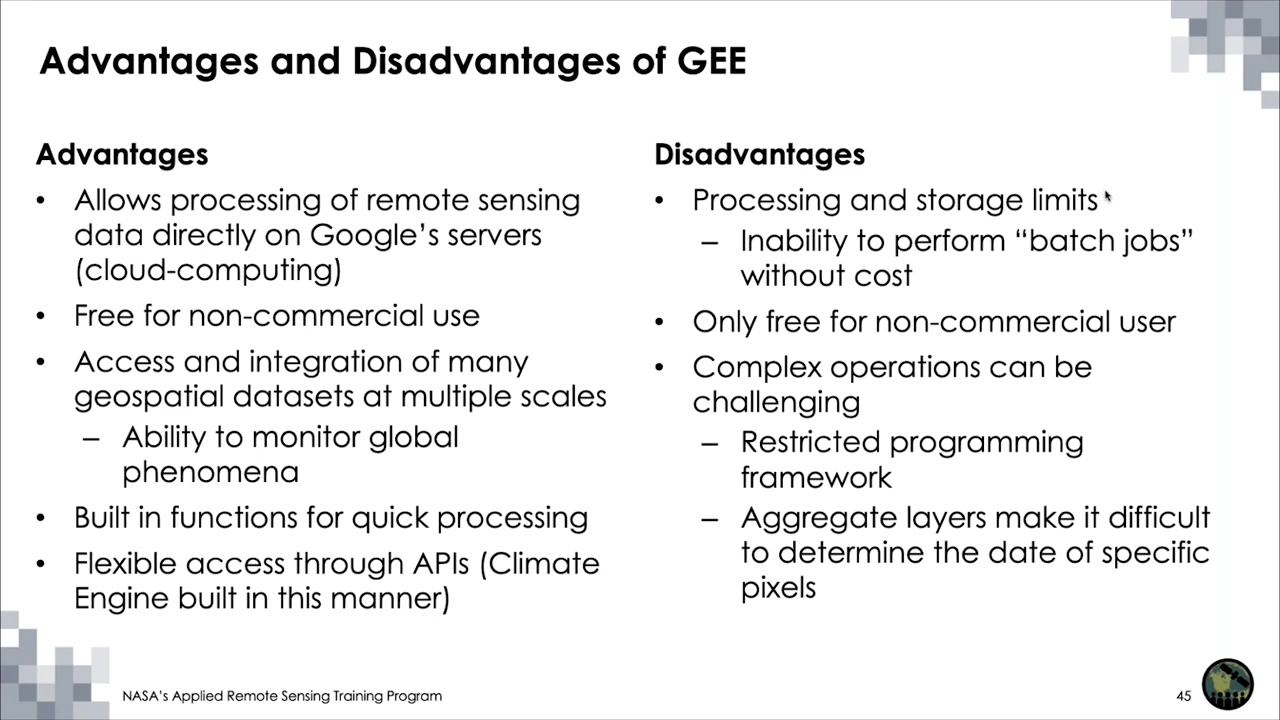 Advantages and Disadvantages of GEE
Advantages
• Allows processing of remote sensing
data directly on Google’s servers
(cloud-computing)
• Free for non-commercial use
• Access and integration of many
geospatial datasets at multiple scales
– Ability to monitor global
phenomena
• Built in functions for quick processing
• Flexible access through APIs (Climate
Engine built in this manner)
Disadvantages
• Processing and storage limits
– Inability to perform “batch jobs”
without cost
• Only free for non-commercial user
• Complex operations can be
challenging
– Restricted programming
framework
– Aggregate layers make it difficult
to determine the date of specific
pixels
NASA’s Applied Remote Sensing Training Program
45